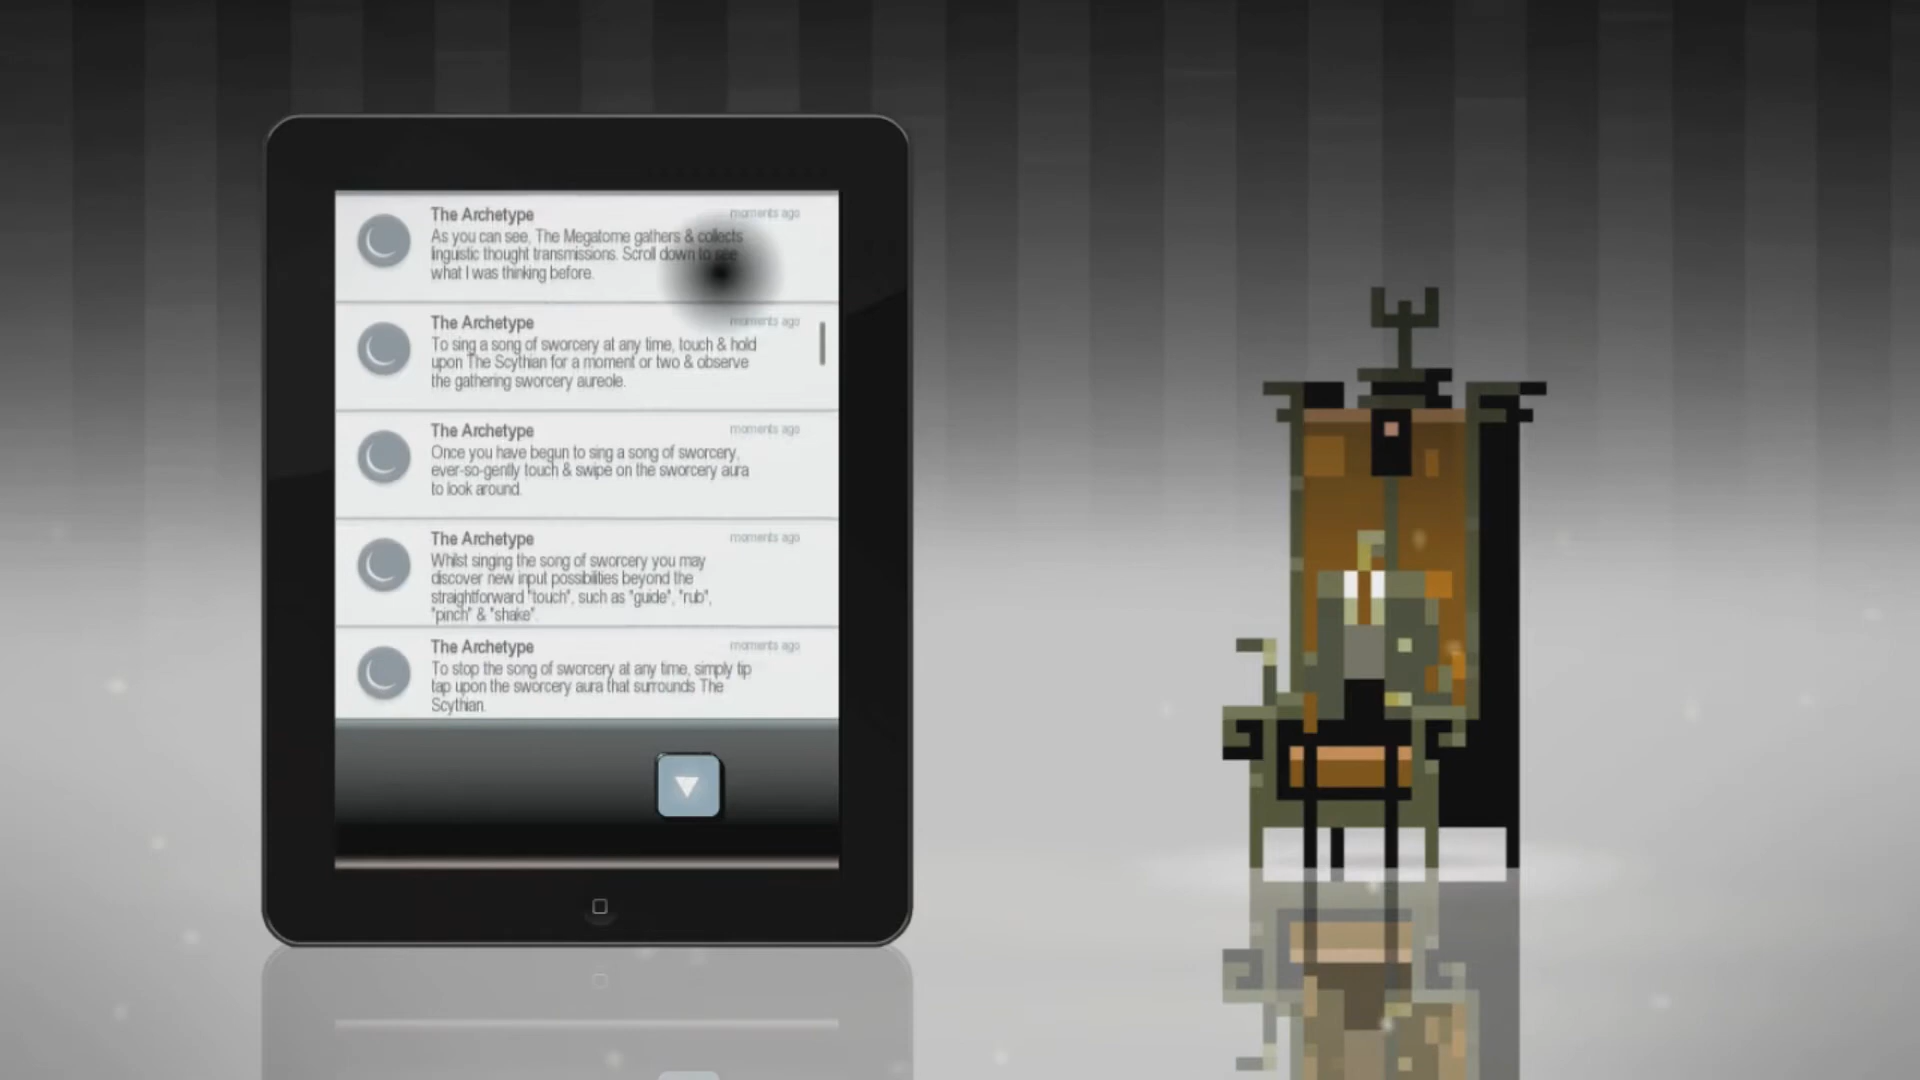 The Archetype
moments ago
As you can see, The Megatome gathers & collects
linguistic thought transmissions. Scroll down to see
what I was thinking before.
The Archetype
moments ago
To sing a song of sworcery at any time, touch & hold
upon The Scythian for a moment or two & observe
the gathering sworcery aureole.
The Archetype
moments ago
Once you have begun to sing a song of sworcery,
ever-so-gently touch & swipe on the sworcery aura
to look around.
The Archetype
moments ago
Whilst singing the song of sworcery you may
discover new input possibilities beyond the
straightforward "touch", such as "guide", "rub",
"pinch" & "shake".
The Archetype
moments ago
To stop the song of sworcery at any time, simply tip
tap upon the sworcery aura that surrounds The
Scythian.